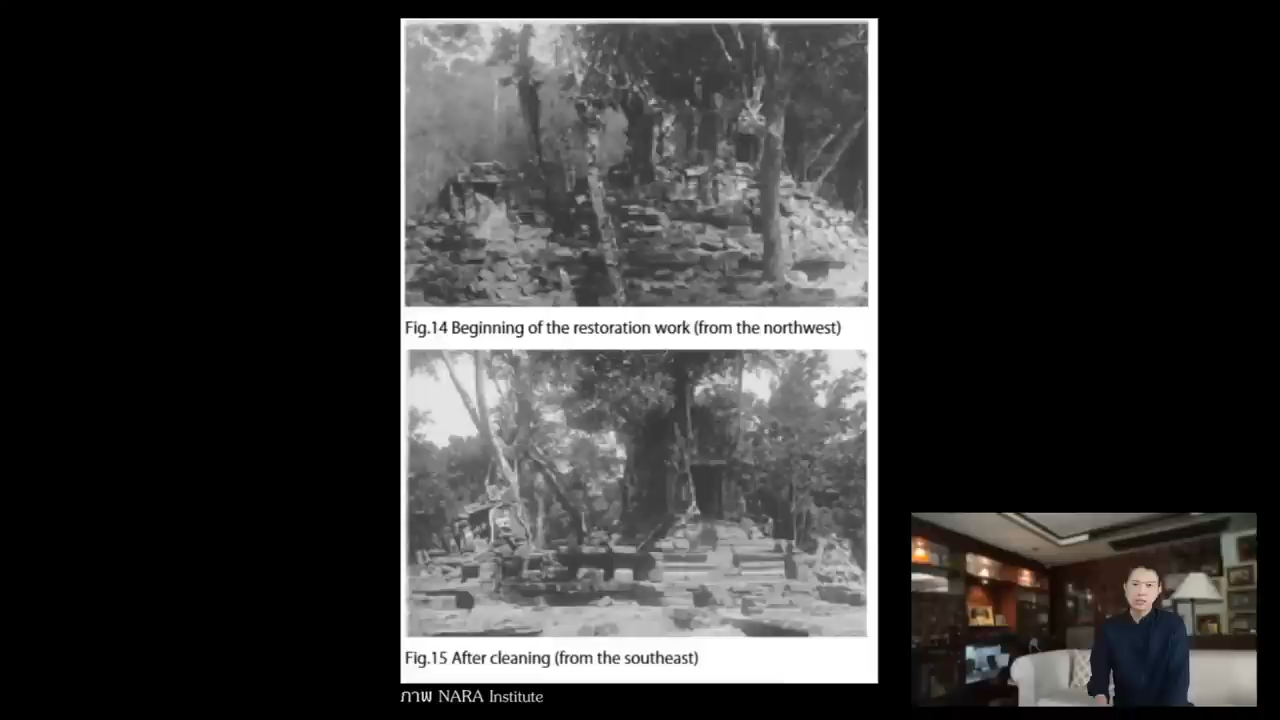 Fig.14 Beginning of the restoration work (from the northwest)
Fig.15 After cleaning (from the southeast)
ภาพ NARA Institute